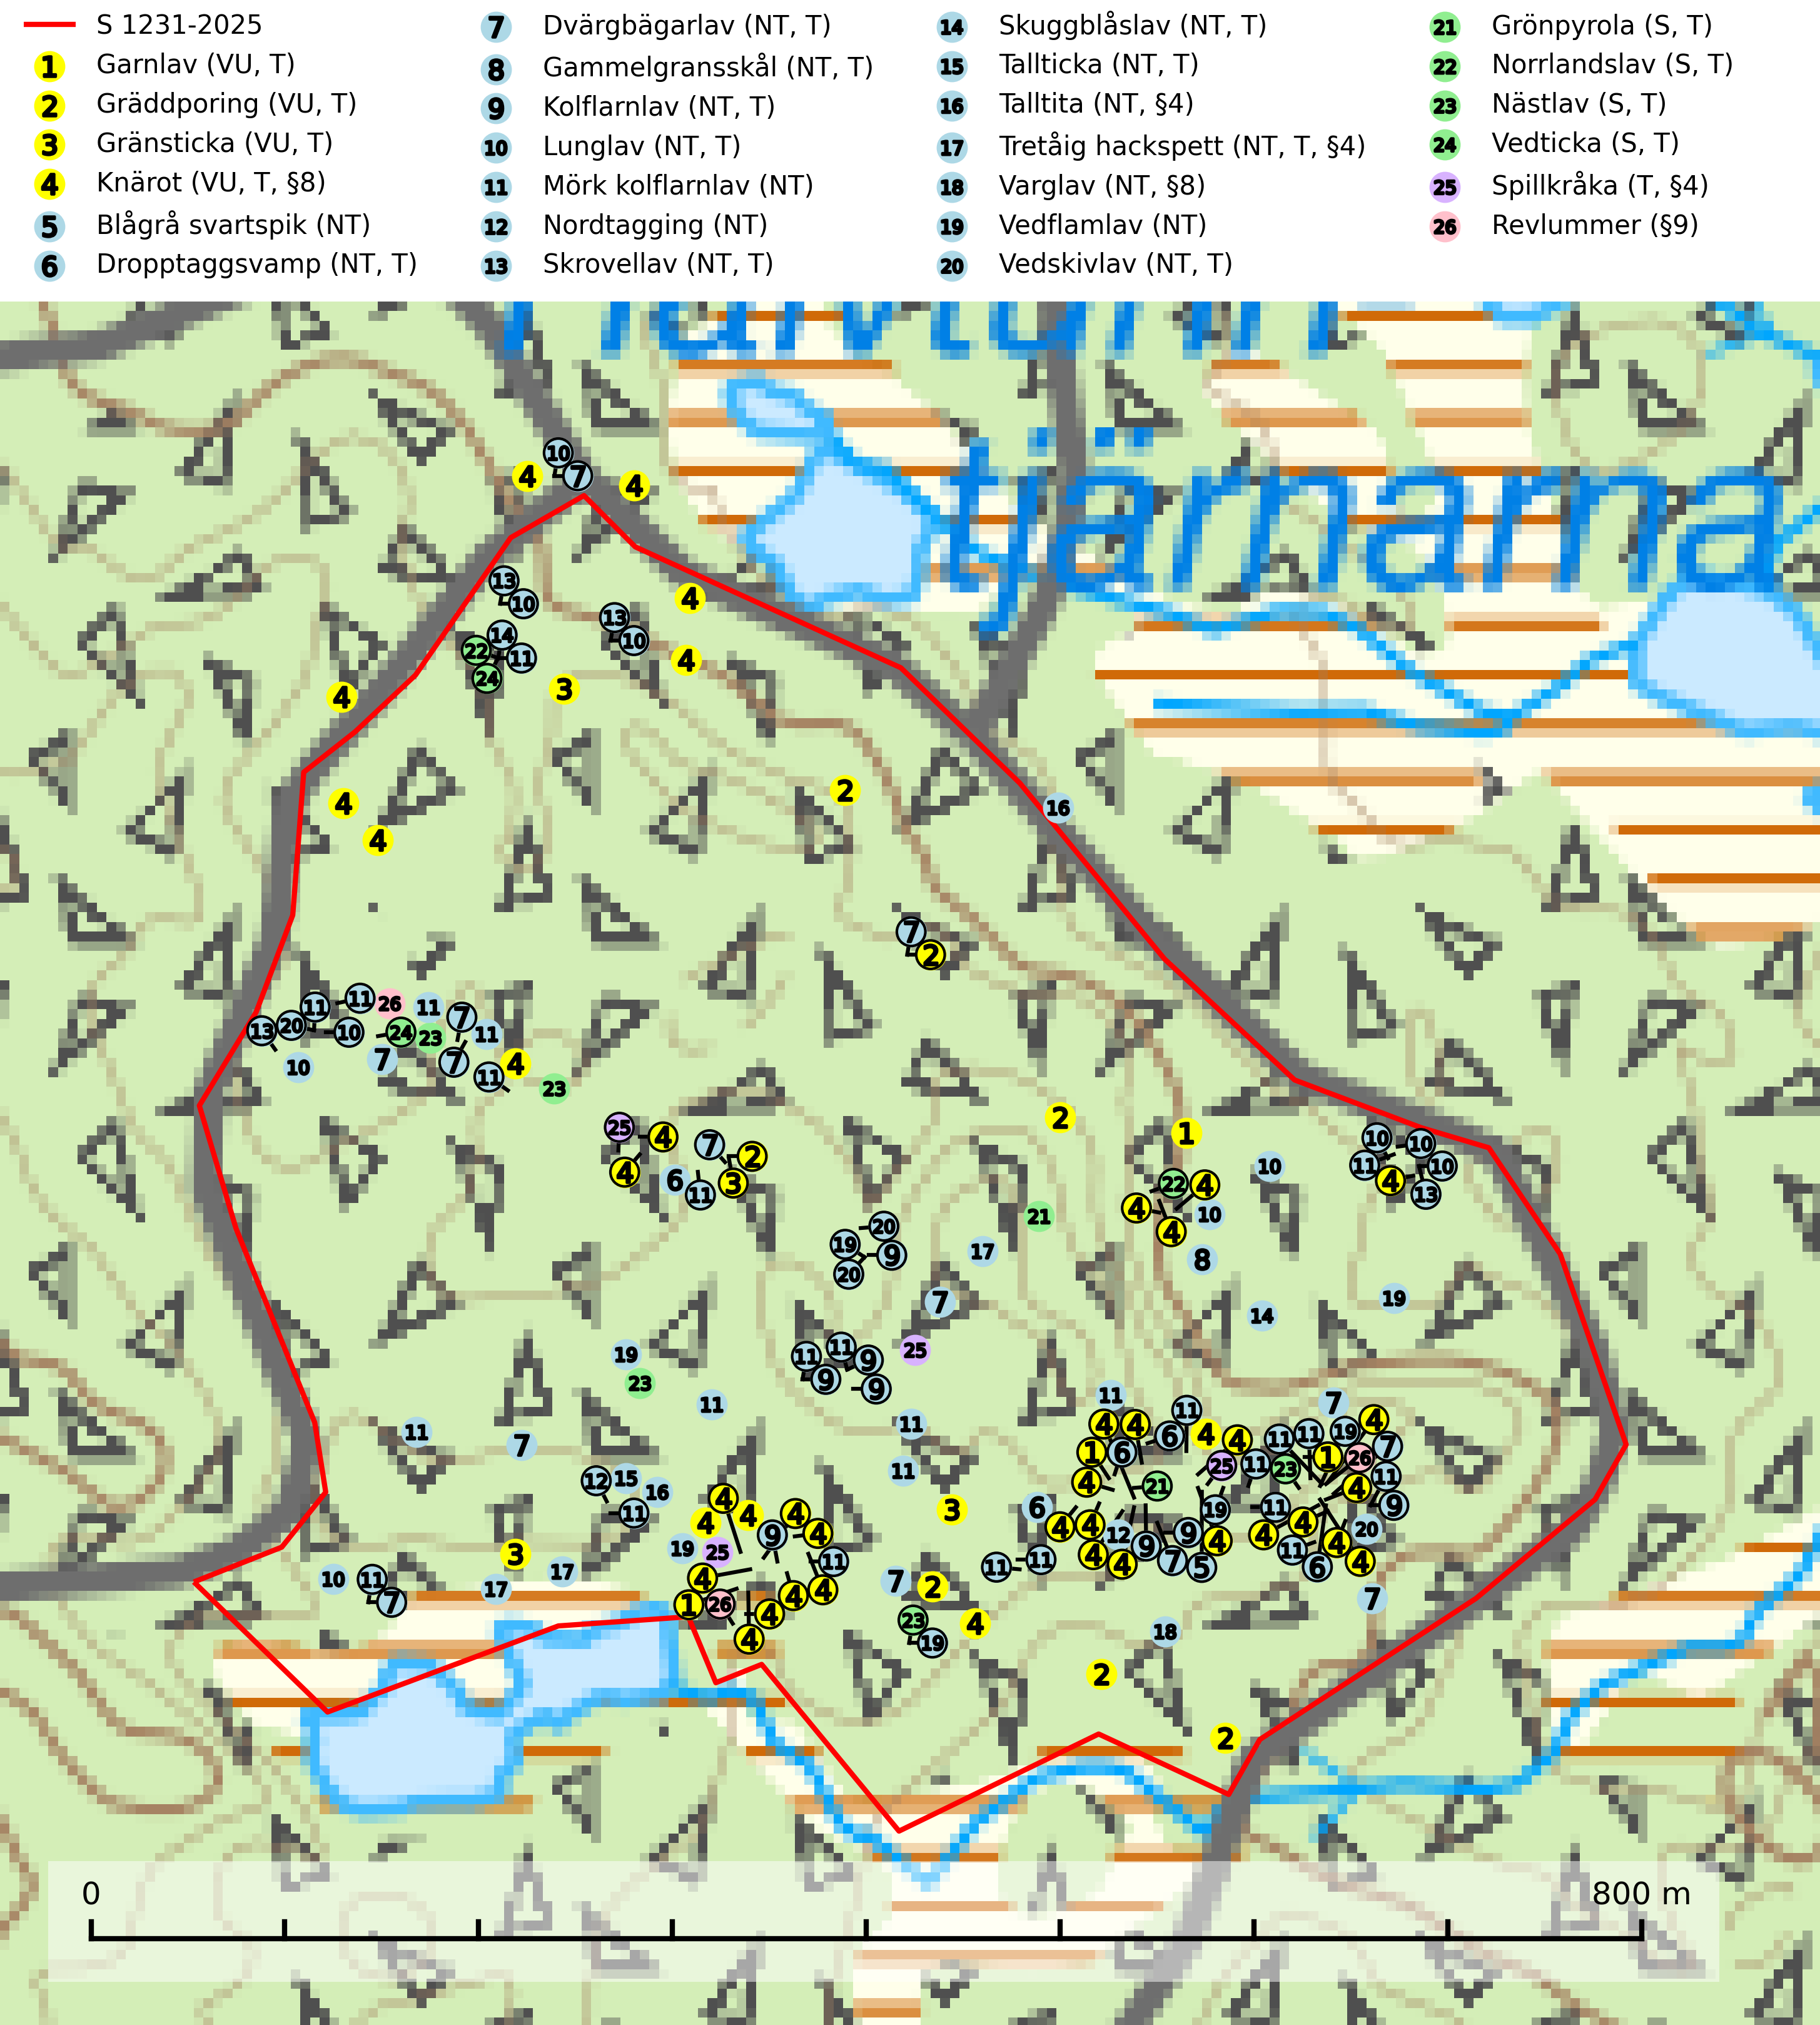 S 1231-2025
1 Garnlav (VU, T)
2 Gräddporing (VU, T)
3 Gränsticka (VU, T)
4 Knärot (VU, T, §8)
5 Blågrå svartspik (NT)
6 Dropptaggsvamp (NT, T)
7 Dvärgbägarlav (NT, T)
8 Gammelgransskål (NT, T)
9 Kolflarnlav (NT, T)
10 Lunglav (NT, T)
11 Mörk kolflarnlav (NT)
12 Nordtagging (NT)
13 Skrovellav (NT, T)
14 Skuggblåslav (NT, T)
15 Tallticka (NT, T)
16 Talltita (NT, §4)
17 Tretåig hackspett (NT, T, §4)
18 Varglav (NT, §8)
19 Vedflamlav (NT)
20 Vedskivlav (NT, T)
21 Grönpyrola (S, T)
22 Norrlandslav (S, T)
23 Nästlav (S, T)
24 Vedticka (S, T)
25 Spillkråka (T, §4)
26 Revlummer (§9)
tjärnarna
0
800 m